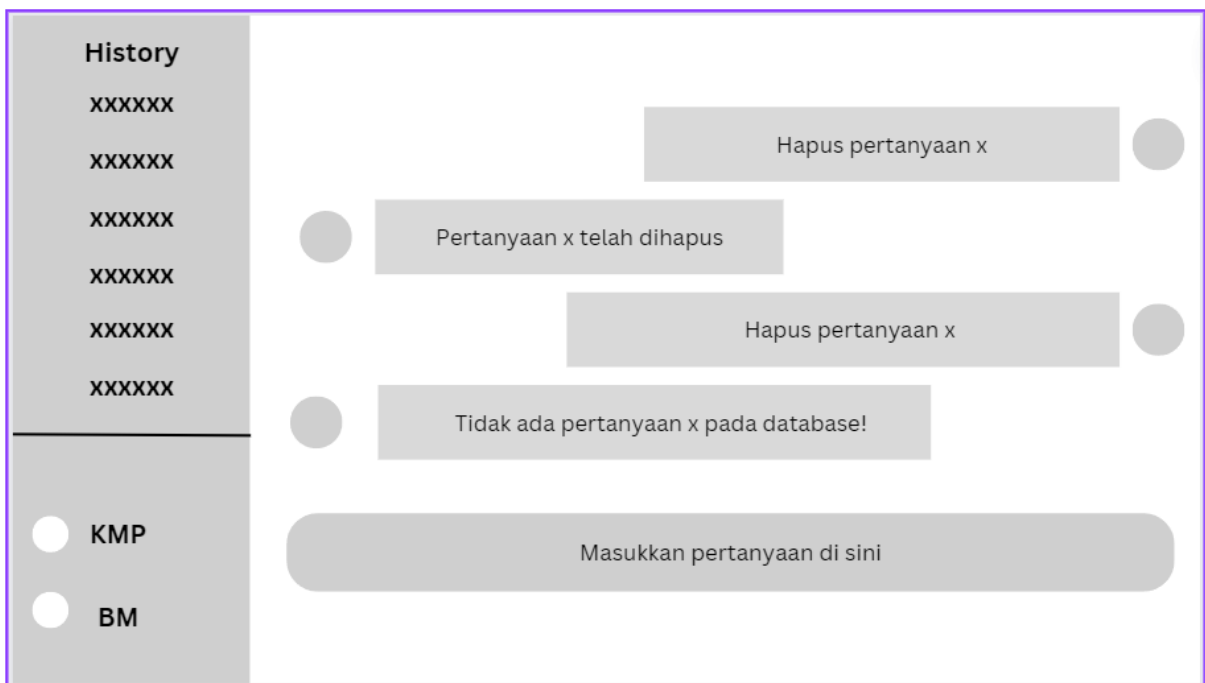 History
xxxxxx
xxxxxx
xxxxxx
xxxxxx
xxxxxx
xxxxxx
KMP
BM
Hapus pertanyaan x
Pertanyaan x telah dihapus
Hapus pertanyaan x
Tidak ada pertanyaan x pada database!
Masukkan pertanyaan di sini